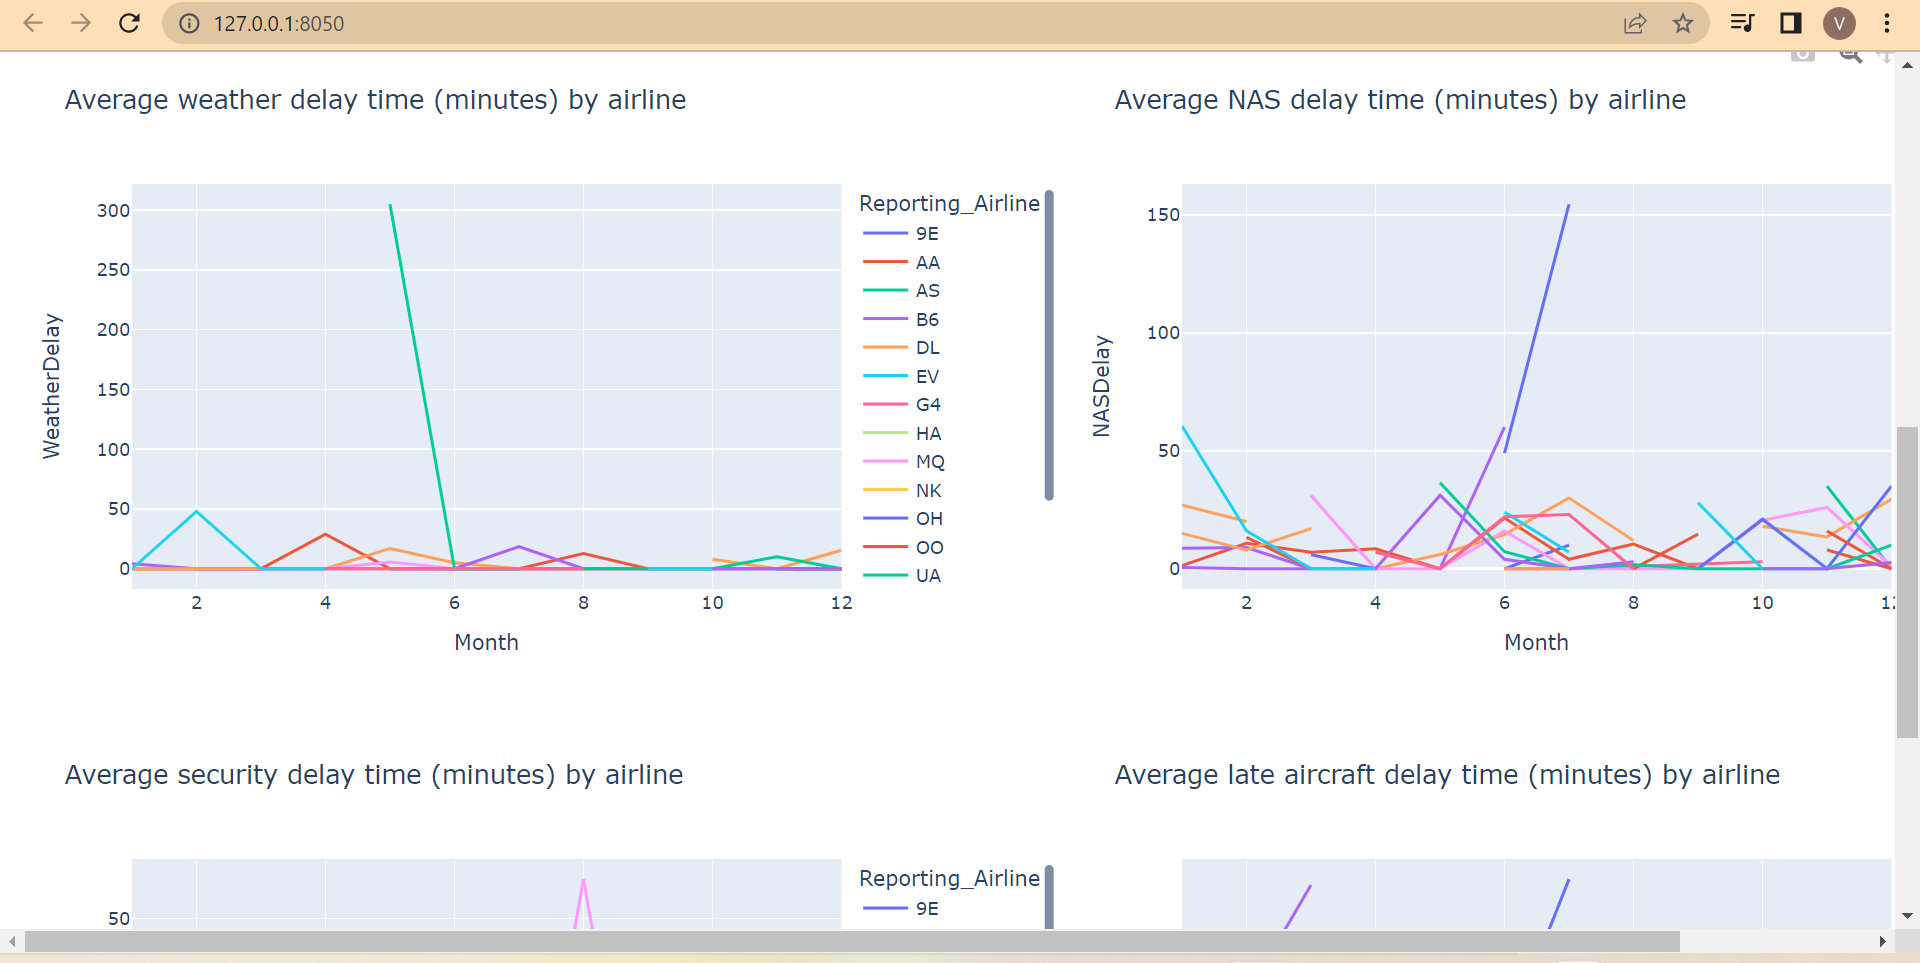 127.0.0.1:8050
V
Average weather delay time (minutes) by airline
WeatherDelay
300
250
200
150
100
50
0
2 4 6 8 10 12
Month
Reporting_Airline
9E
AA
AS
B6
DL
EV
G4
HA
MQ
NK
OH
OO
UA
Average NAS delay time (minutes) by airline
NASDelay
150
100
50
0
2 4 6 8 10
Month
Average security delay time (minutes) by airline
50
Reporting_Airline
9E
Average late aircraft delay time (minutes) by airline